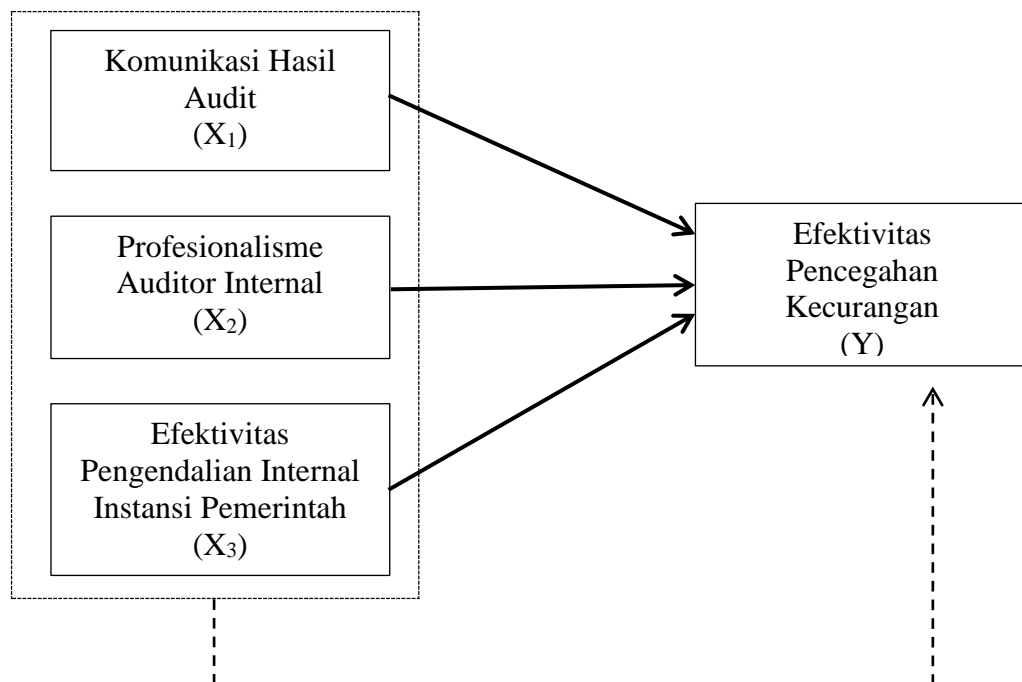 Komunikasi Hasil
Audit
(X₁)
Profesionalisme
Auditor Internal
(X₂)
Efektivitas
Pengendalian Internal
Instansi Pemerintah
(X₃)
Efektivitas
Pencegahan
Kecurangan
(Y)